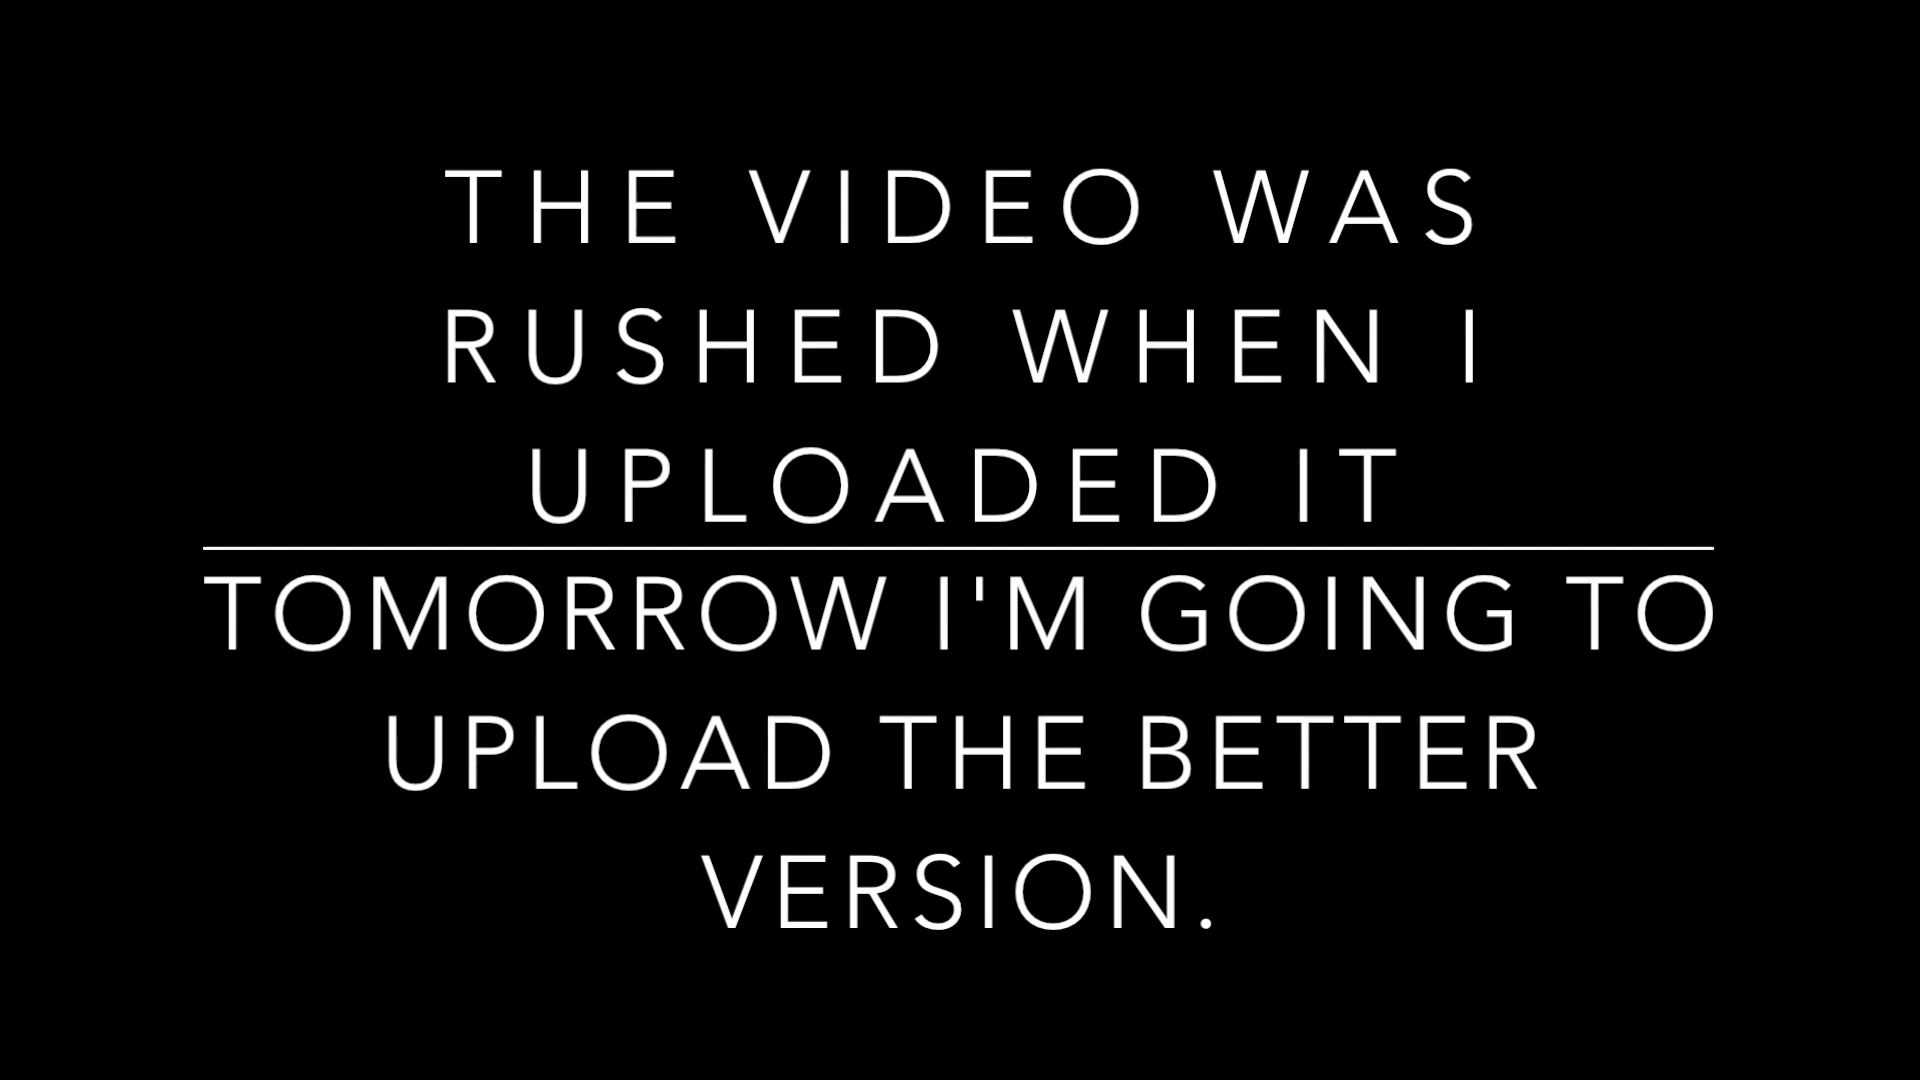 THE VIDEO WAS
RUSHED WHEN I
UPLOADED IT
TOMORROW I'M GOING TO
UPLOAD THE BETTER
VERSION.